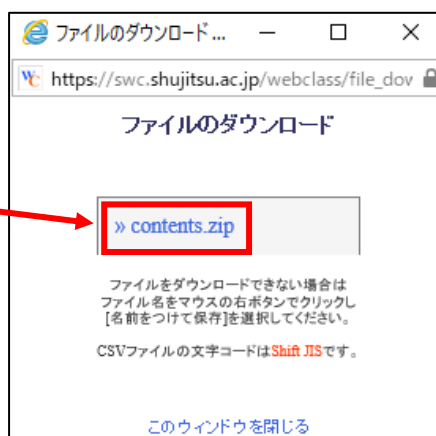 ファイルのダウンロード...
https://swc.shujitsu.ac.jp/webclass/file_dov
ファイルのダウンロード
» contents.zip
ファイルをダウンロードできない場合は
ファイル名をマウスの右ボタンでクリックし
[名前をつけて保存]を選択してください。
CSVファイルの文字コードはShift JISです。
このウィンドウを閉じる